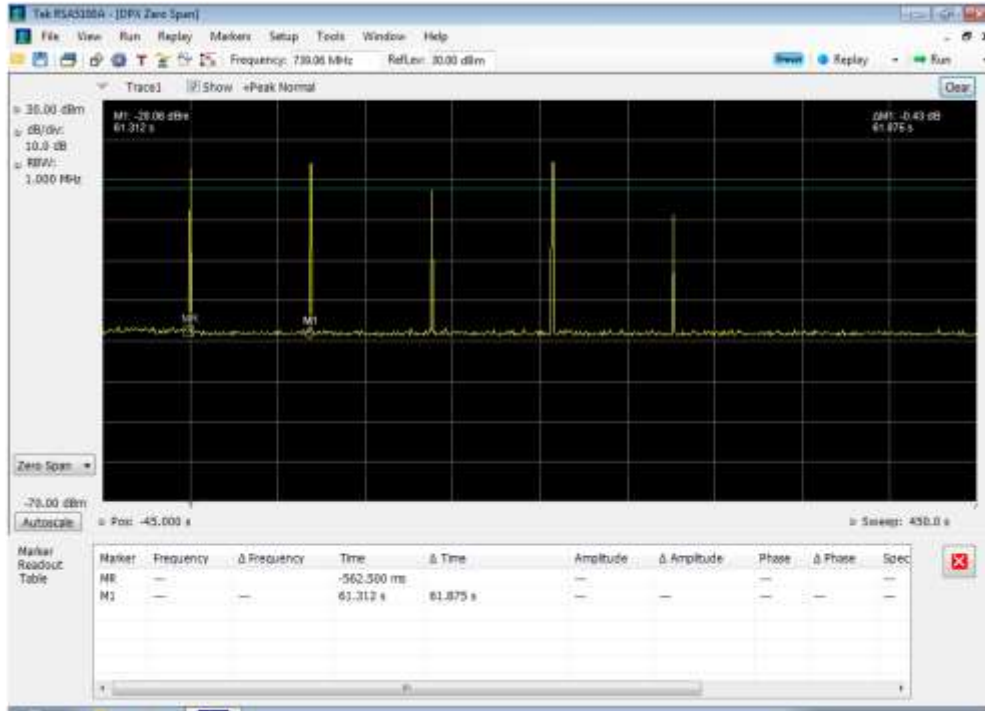 Tek RSA5100A - [DPX Zero Span]
File View Run Replay Markers Setup Tools Window Help
T Frequency: 739.06 MHz RefLev: 30.00 dBm Preset Replay Run
Trace1 Show +Peak Normal Clear
30.00 dBm
dB/div:
10.0 dB
RBW:
1.000 MHz
M1: -28.06 dBm
61.312 s
ΔM1: -0.43 dB
61.875 s
MR
M1
Zero Span
-70.00 dBm
Autoscale Pos: -45.000 s Sweep: 450.0 s
Marker
Readout
Table
Marker Frequency Δ Frequency Time Δ Time Amplitude Δ Amplitude Phase Δ Phase Spec
MR --- -562.500 ms --- --- ---
M1 --- --- 61.312 s 61.875 s --- --- --- --- ---